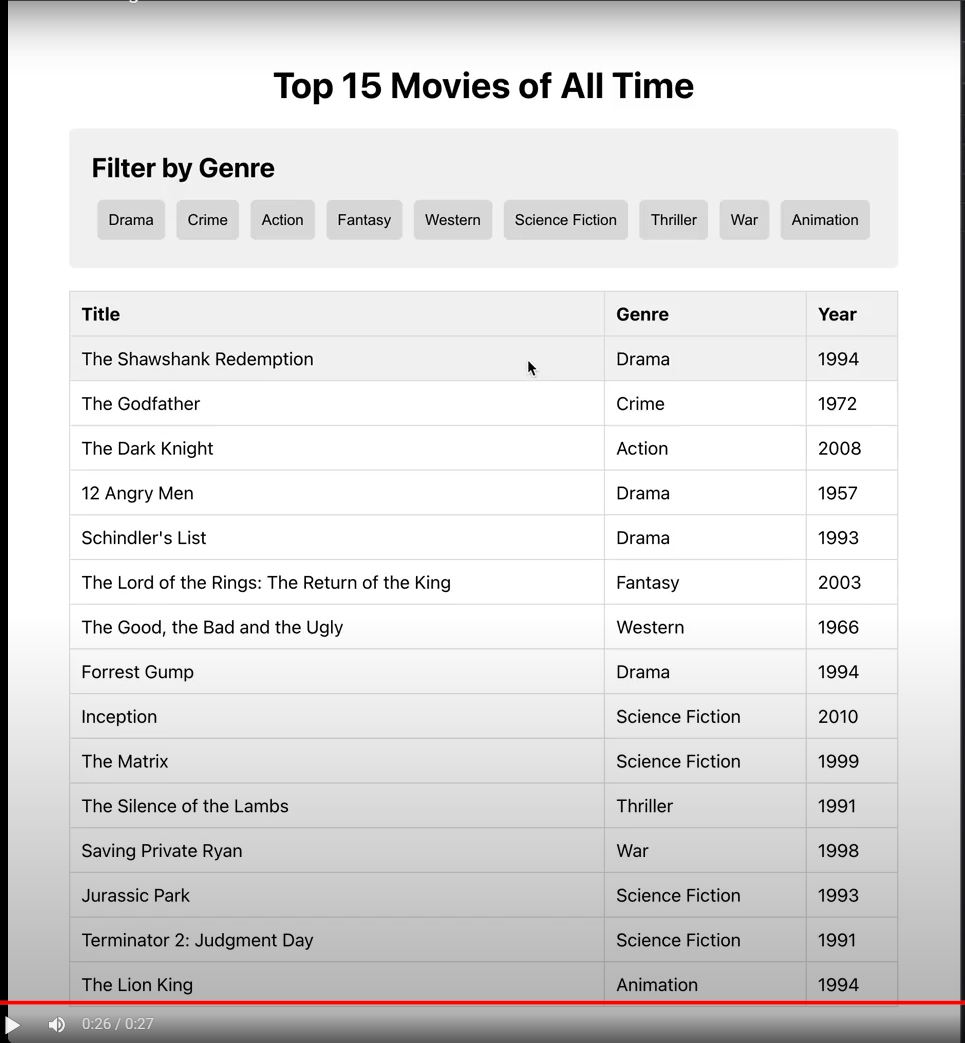 Top 15 Movies of All Time
Filter by Genre
Drama Crime Action Fantasy Western Science Fiction Thriller War Animation
Title Genre Year
The Shawshank Redemption Drama 1994
The Godfather Crime 1972
The Dark Knight Action 2008
12 Angry Men Drama 1957
Schindler's List Drama 1993
The Lord of the Rings: The Return of the King Fantasy 2003
The Good, the Bad and the Ugly Western 1966
Forrest Gump Drama 1994
Inception Science Fiction 2010
The Matrix Science Fiction 1999
The Silence of the Lambs Thriller 1991
Saving Private Ryan War 1998
Jurassic Park Science Fiction 1993
Terminator 2: Judgment Day Science Fiction 1991
The Lion King Animation 1994
0:26 / 0:27